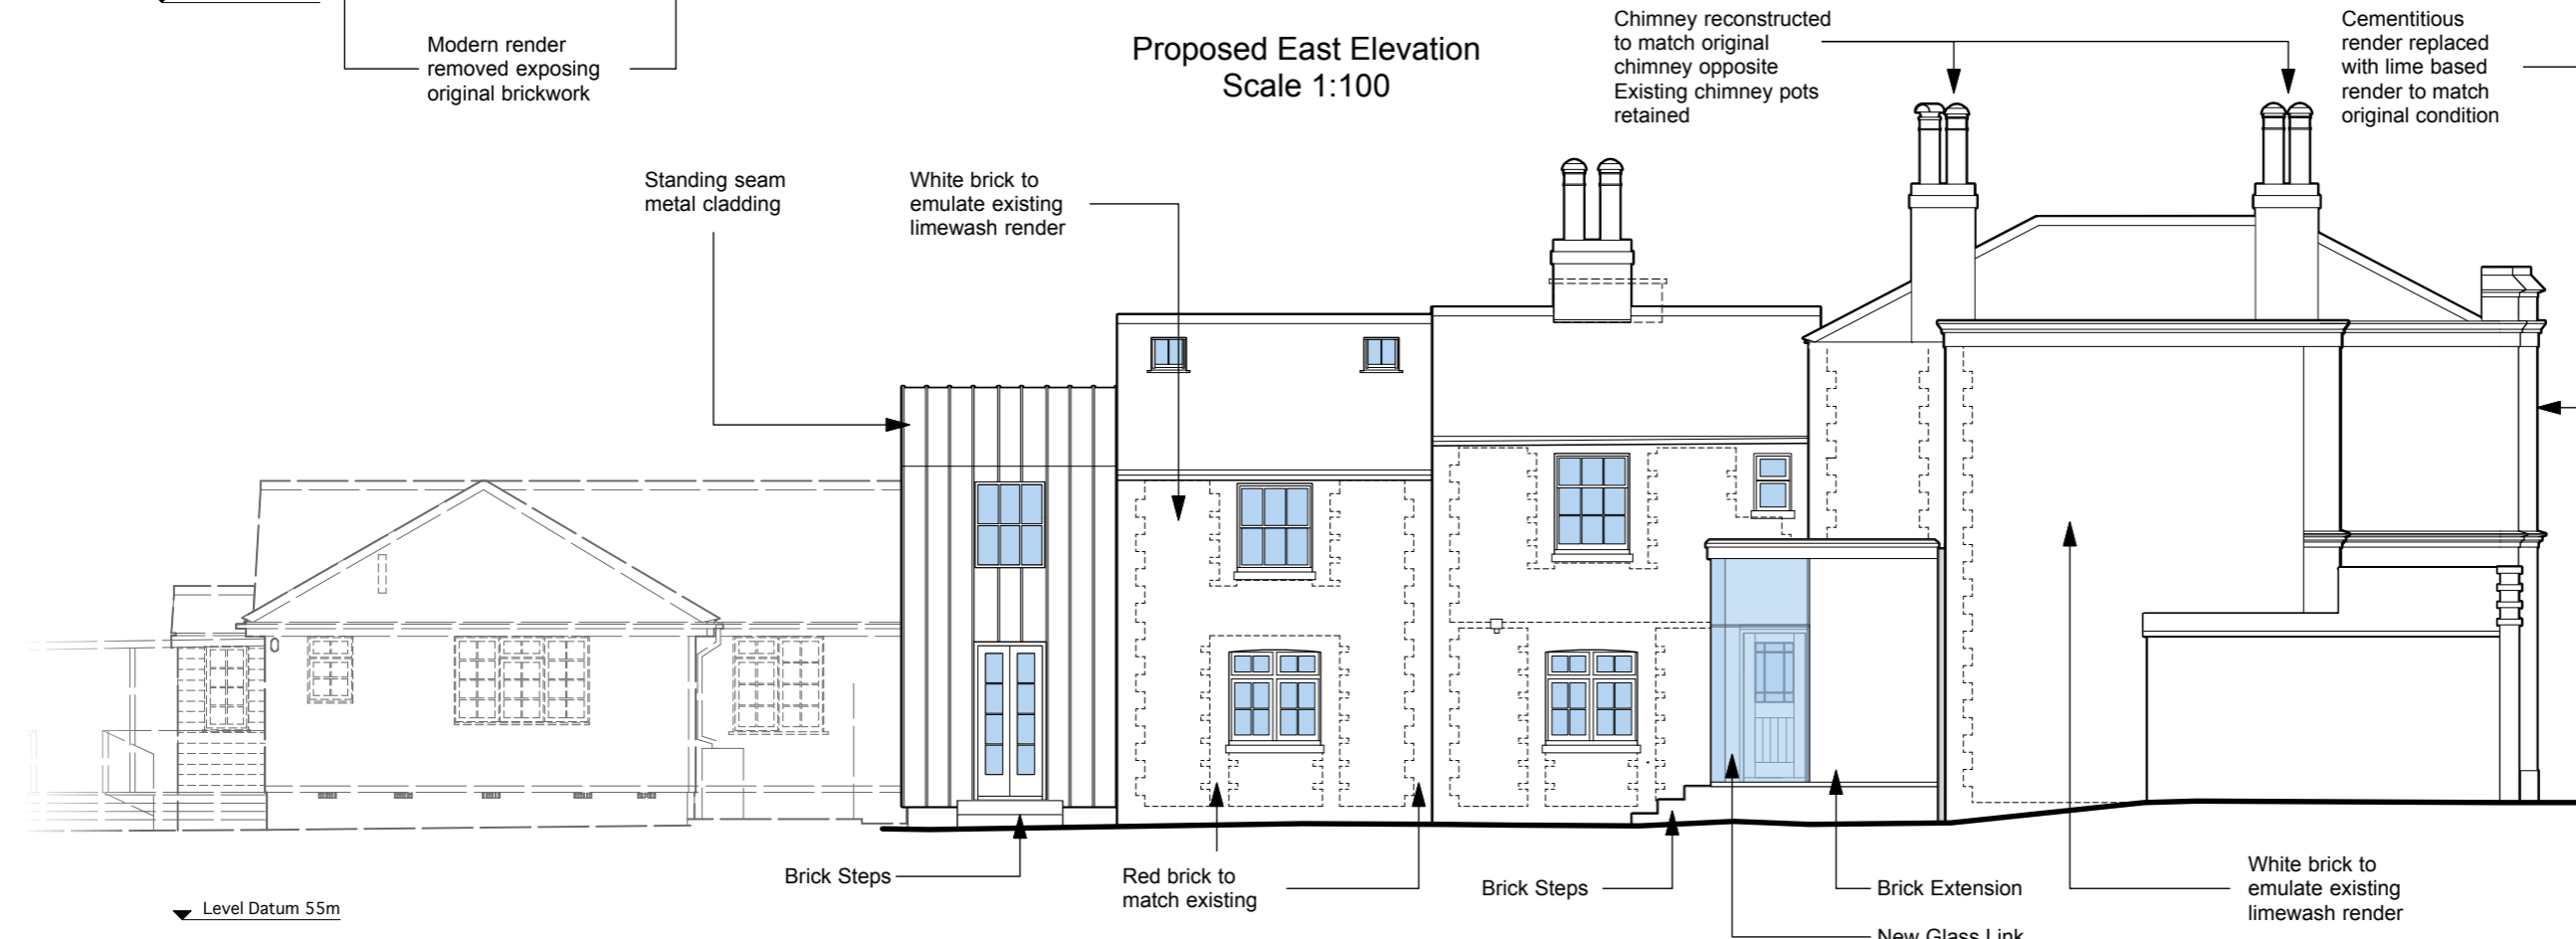 Modern render
removed exposing
original brickwork
Proposed East Elevation
Scale 1:100
Chimney reconstructed
to match original
chimney opposite
Existing chimney pots
retained
Cementitious
render replaced
with lime based
render to match
original condition
Standing seam
metal cladding
White brick to
emulate existing
limewash render
Brick Steps
Red brick to
match existing
Brick Steps
Brick Extension
New Glass Link
White brick to
emulate existing
limewash render
Level Datum 55m